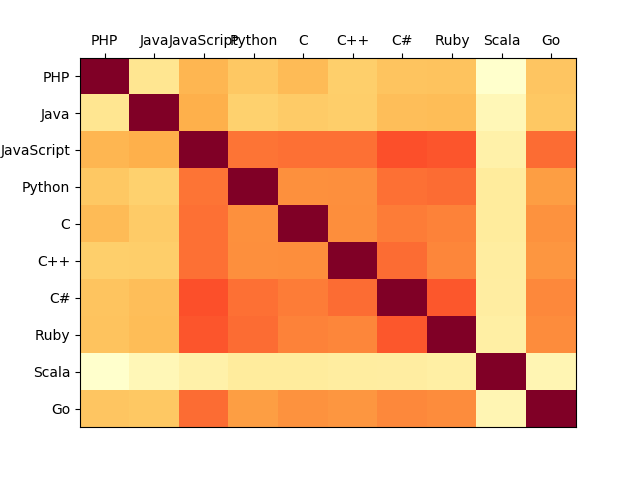 PHP Java JavaScript Python C C++ C# Ruby Scala Go
PHP
Java
JavaScript
Python
C
C++
C#
Ruby
Scala
Go